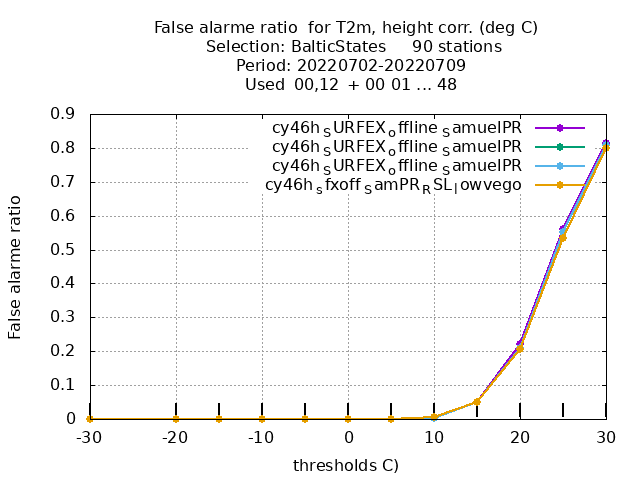 False alarme ratio  for T2m, height corr. (deg C)
Selection: BalticStates     90 stations
Period: 20220702-20220709
Used  00,12  + 00 01 ... 48
cy46h_SURFEX_offline_SamuelPR
cy46h_SURFEX_offline_SamuelPR
cy46h_SURFEX_offline_SamuelPR
cy46h_sfxoff_SamPR_RSL_lowvego
False alarme ratio
0.9
0.8
0.7
0.6
0.5
0.4
0.3
0.2
0.1
0
-30 -20 -10 0 10 20 30
thresholds C)